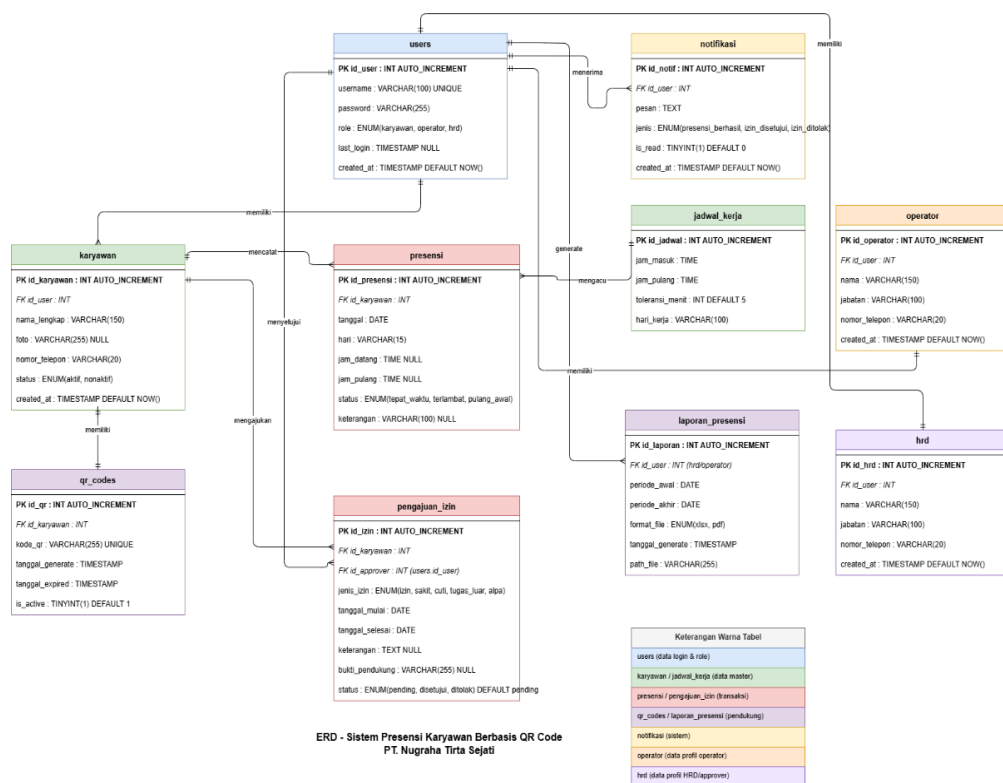 users
PK id_user : INT AUTO_INCREMENT
username : VARCHAR(100) UNIQUE
password : VARCHAR(255)
role : ENUM(karyawan, operator, hrd)
last_login : TIMESTAMP NULL
created_at : TIMESTAMP DEFAULT NOW()
notifikasi
PK id_notif : INT AUTO_INCREMENT
FK id_user : INT
pesan : TEXT
jenis : ENUM(presensi_berhasil, izin_disetujui, izin_ditolak)
is_read : TINYINT(1) DEFAULT 0
created_at : TIMESTAMP DEFAULT NOW()
menerima
memiliki
memiliki
karyawan
PK id_karyawan : INT AUTO_INCREMENT
FK id_user : INT
nama_lengkap : VARCHAR(150)
foto : VARCHAR(255) NULL
nomor_telepon : VARCHAR(20)
status : ENUM(aktif, nonaktif)
created_at : TIMESTAMP DEFAULT NOW()
mencatat
presensi
PK id_presensi : INT AUTO_INCREMENT
FK id_karyawan : INT
tanggal : DATE
hari : VARCHAR(15)
jam_datang : TIME NULL
jam_pulang : TIME NULL
status : ENUM(tepat_waktu, terlambat, pulang_awal)
keterangan : VARCHAR(100) NULL
generate
mengacu
jadwal_kerja
PK id_jadwal : INT AUTO_INCREMENT
jam_masuk : TIME
jam_pulang : TIME
toleransi_menit : INT DEFAULT 5
hari_kerja : VARCHAR(100)
operator
PK id_operator : INT AUTO_INCREMENT
FK id_user : INT
nama : VARCHAR(150)
jabatan : VARCHAR(100)
nomor_telepon : VARCHAR(20)
created_at : TIMESTAMP DEFAULT NOW()
menyetujui
memiliki
mengajukan
memiliki
qr_codes
PK id_qr : INT AUTO_INCREMENT
FK id_karyawan : INT
kode_qr : VARCHAR(255) UNIQUE
tanggal_generate : TIMESTAMP
tanggal_expired : TIMESTAMP
is_active : TINYINT(1) DEFAULT 1
pengajuan_izin
PK id_izin : INT AUTO_INCREMENT
FK id_karyawan : INT
FK id_approver : INT (users.id_user)
jenis_izin : ENUM(izin, sakit, cuti, tugas_luar, alpa)
tanggal_mulai : DATE
tanggal_selesai : DATE
keterangan : TEXT NULL
bukti_pendukung : VARCHAR(255) NULL
status : ENUM(pending, disetujui, ditolak) DEFAULT pending
laporan_presensi
PK id_laporan : INT AUTO_INCREMENT
FK id_user : INT (hrd/operator)
periode_awal : DATE
periode_akhir : DATE
format_file : ENUM(xlsx, pdf)
tanggal_generate : TIMESTAMP
path_file : VARCHAR(255)
hrd
PK id_hrd : INT AUTO_INCREMENT
FK id_user : INT
nama : VARCHAR(150)
jabatan : VARCHAR(100)
nomor_telepon : VARCHAR(20)
created_at : TIMESTAMP DEFAULT NOW()
Keterangan Warna Tabel
users (data login & role)
karyawan / jadwal_kerja (data master)
presensi / pengajuan_izin (transaksi)
qr_codes / laporan_presensi (pendukung)
notifikasi (sistem)
operator (data profil operator)
hrd (data profil HRD/approver)
ERD - Sistem Presensi Karyawan Berbasis QR Code
PT. Nugraha Tirta Sejati